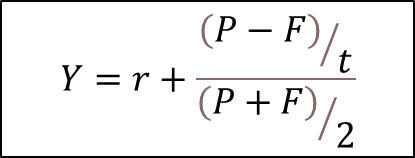 Y = r + ((P − F)/t) / ((P + F)/2)